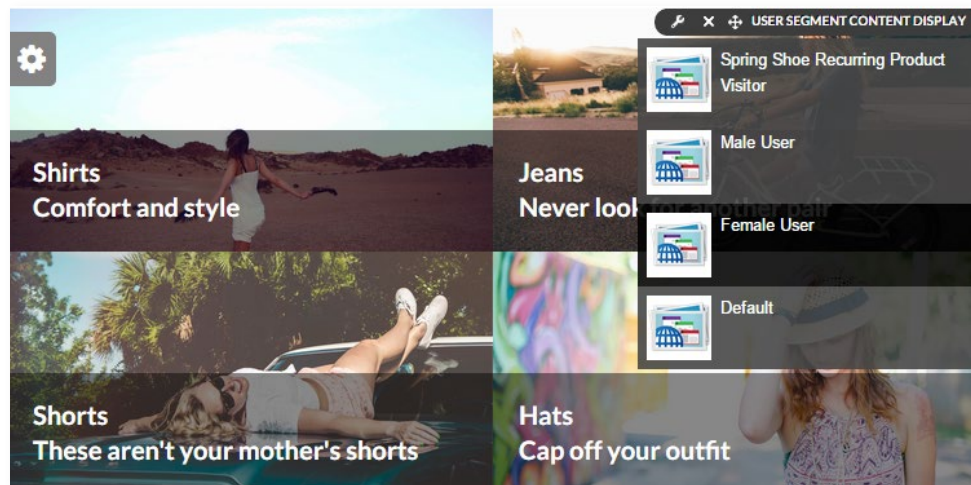 USER SEGMENT CONTENT DISPLAY
Spring Shoe Recurring Product
Visitor
Male User
Female User
Default
Shirts
Comfort and style
Jeans
Never look for another pair
Shorts
These aren't your mother's shorts
Hats
Cap off your outfit